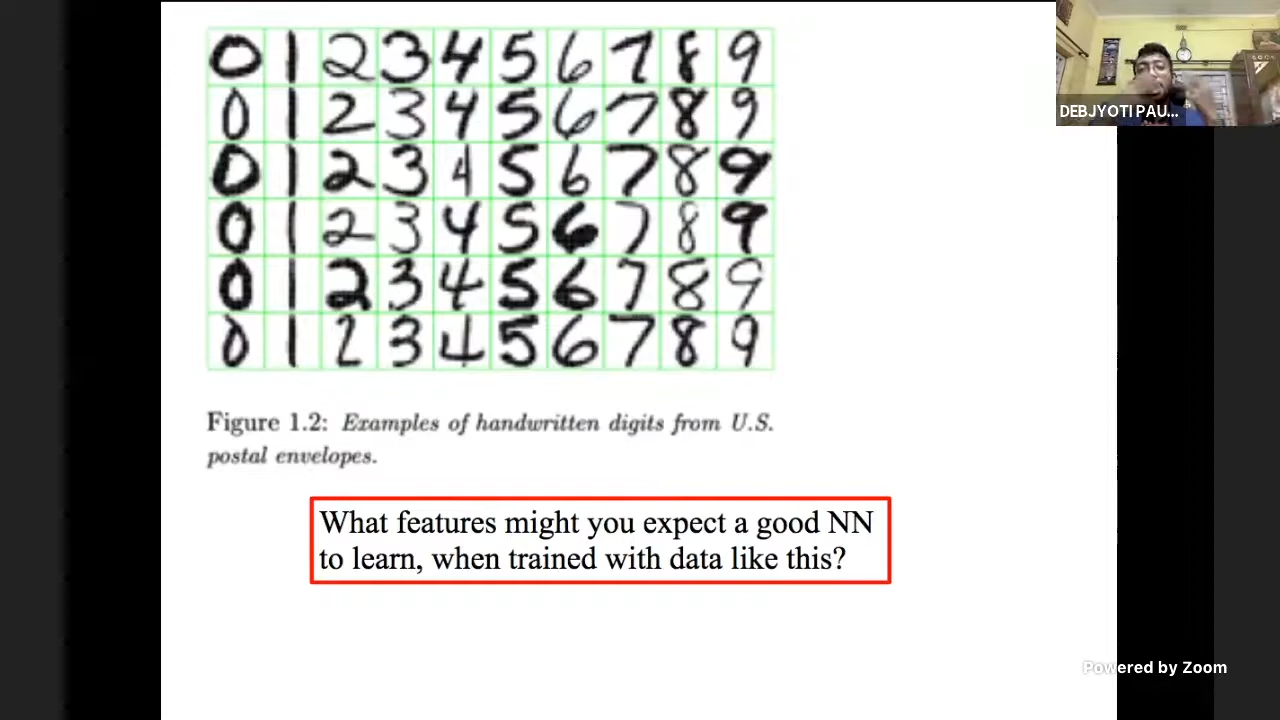 0 1 2 3 4 5 6 7 8 9
0 1 2 3 4 5 6 7 8 9
0 1 2 3 4 5 6 7 8 9
0 1 2 3 4 5 6 7 8 9
0 1 2 3 4 5 6 7 8 9
0 1 2 3 4 5 6 7 8 9
Figure 1.2: Examples of handwritten digits from U.S.
postal envelopes.
What features might you expect a good NN
to learn, when trained with data like this?
DEBJYOTI PAU...
Powered by Zoom